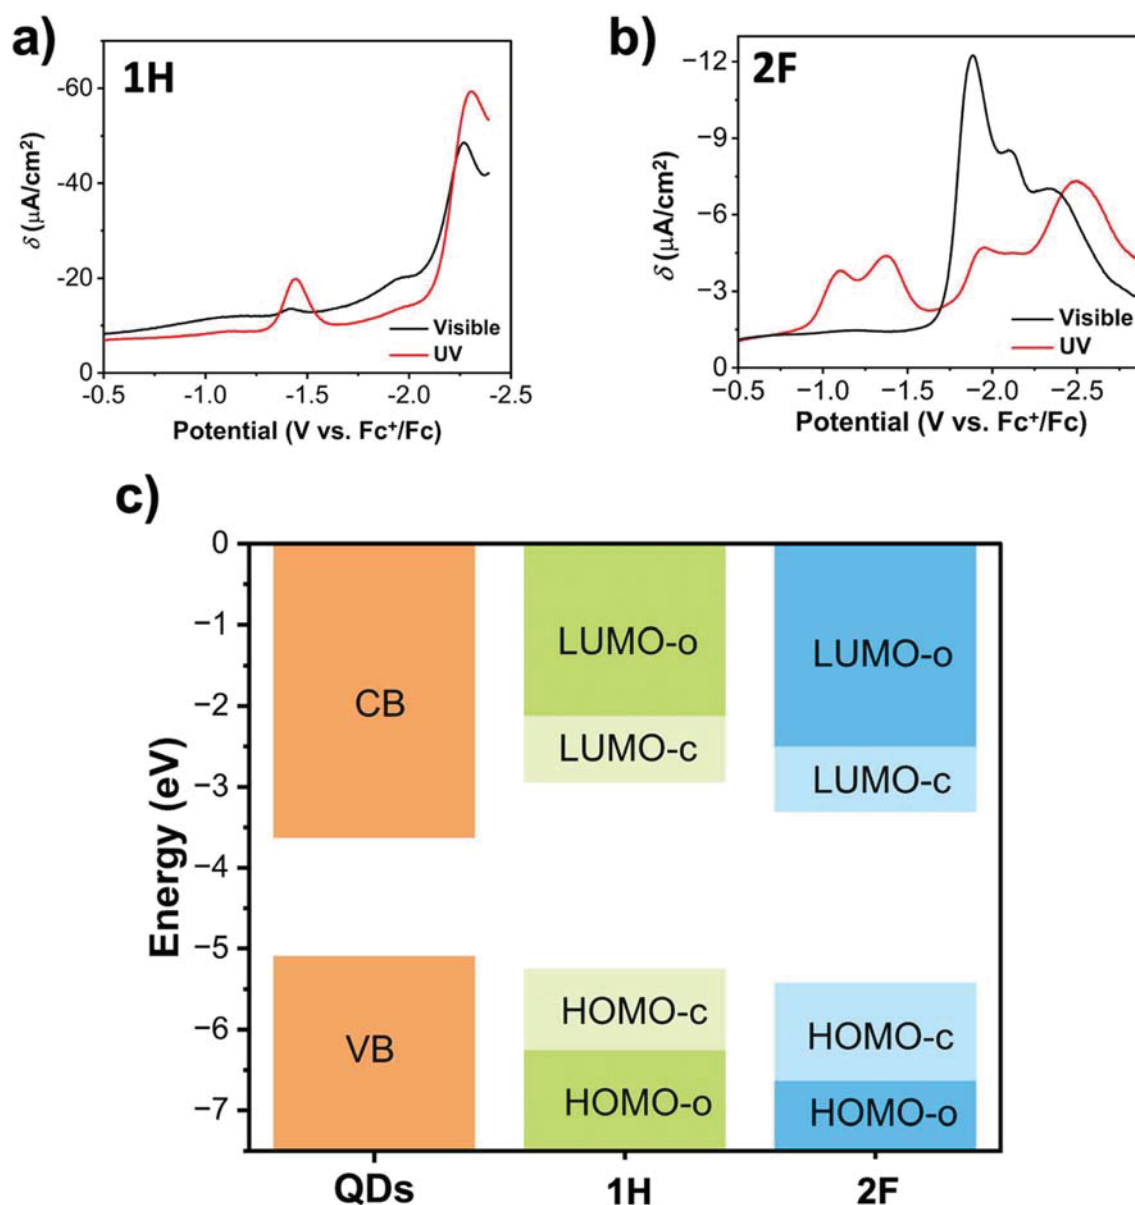 a)
1H
-60
-40
-20
0
δ (μA/cm²)
Visible
UV
-0.5 -1.0 -1.5 -2.0 -2.5
Potential (V vs. Fc⁺/Fc)
b)
2F
−12
−9
−6
−3
0
δ (μA/cm²)
Visible
UV
−0.5 −1.0 −1.5 −2.0 −2.5
Potential (V vs. Fc⁺/Fc)
c)
0
−1
−2
−3
−4
−5
−6
−7
Energy (eV)
CB
VB
LUMO-o
LUMO-c
HOMO-c
HOMO-o
LUMO-o
LUMO-c
HOMO-c
HOMO-o
QDs 1H 2F